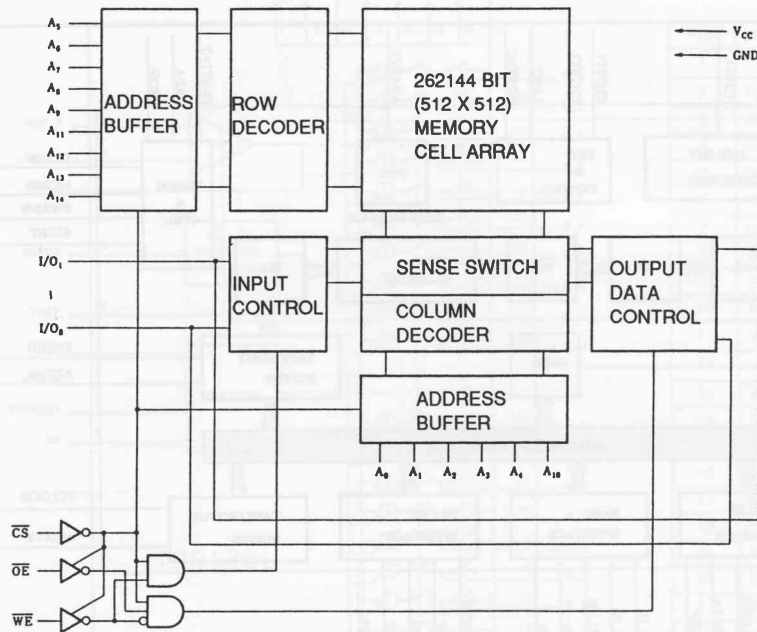 A5
A6
A7
A8
A9
A11
A12
A13
A14
ADDRESS
BUFFER
ROW
DECODER
262144 BIT
(512 X 512)
MEMORY
CELL ARRAY
VCC
GND
I/O1
I/O8
INPUT
CONTROL
SENSE SWITCH
COLUMN
DECODER
OUTPUT
DATA
CONTROL
ADDRESS
BUFFER
A0 A1 A2 A3 A4 A10
CS
OE
WE